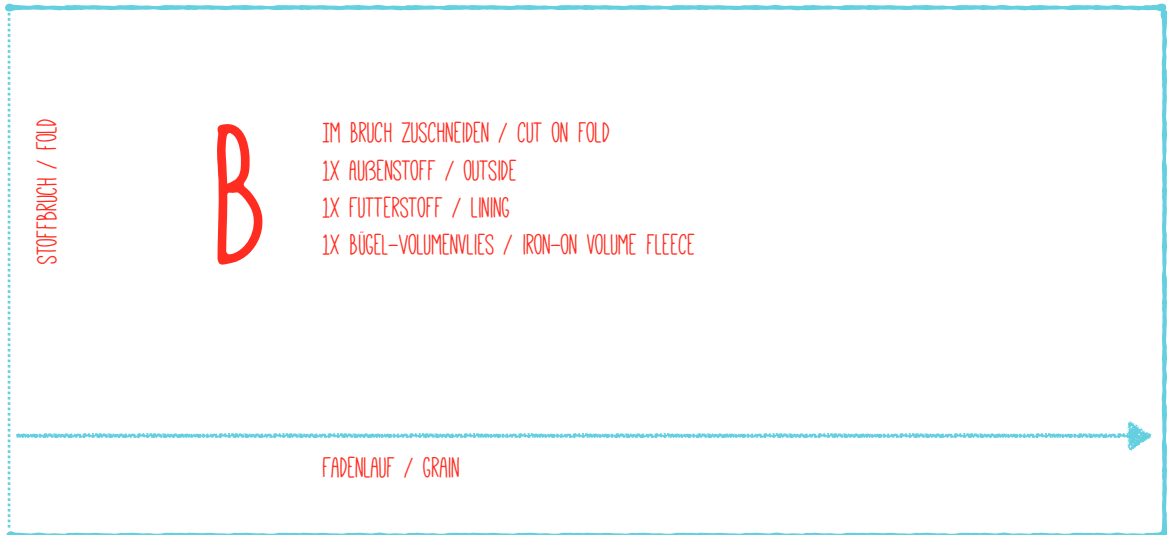 STOFFBRUCH / FOLD
B
IM BRUCH ZUSCHNEIDEN / CUT ON FOLD
1X AUßENSTOFF / OUTSIDE
1X FUTTERSTOFF / LINING
1X BÜGEL-VOLUMENVLIES / IRON-ON VOLUME FLEECE
FADENLAUF / GRAIN